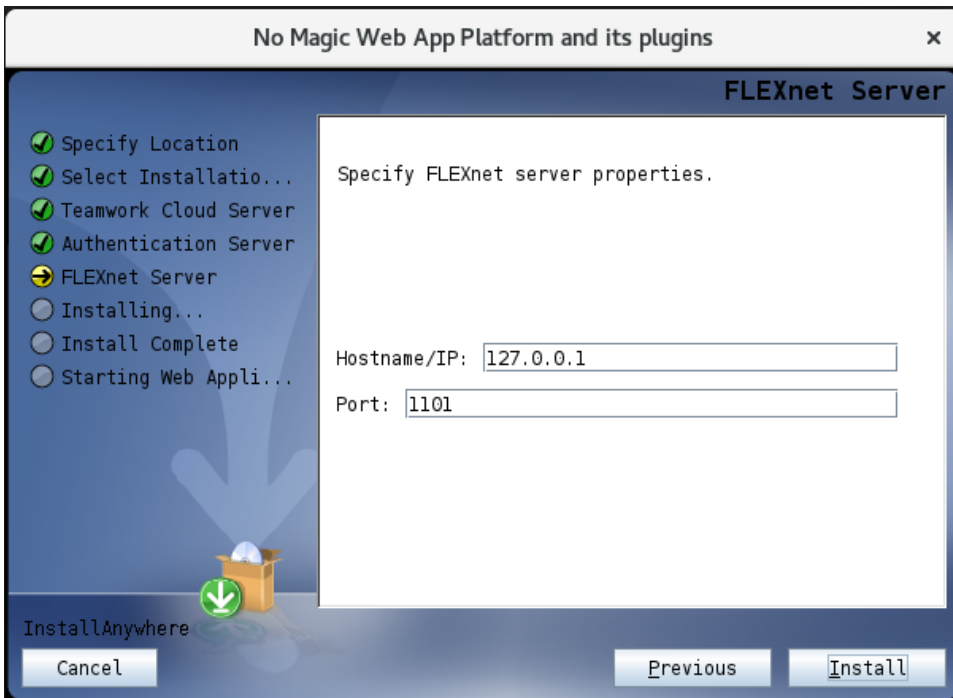 No Magic Web App Platform and its plugins
×
FLEXnet Server
Specify Location
Select Installatio...
Teamwork Cloud Server
Authentication Server
FLEXnet Server
Installing...
Install Complete
Starting Web Appli...
Specify FLEXnet server properties.
Hostname/IP: 127.0.0.1
Port: 1101
InstallAnywhere
Cancel
Previous
Install